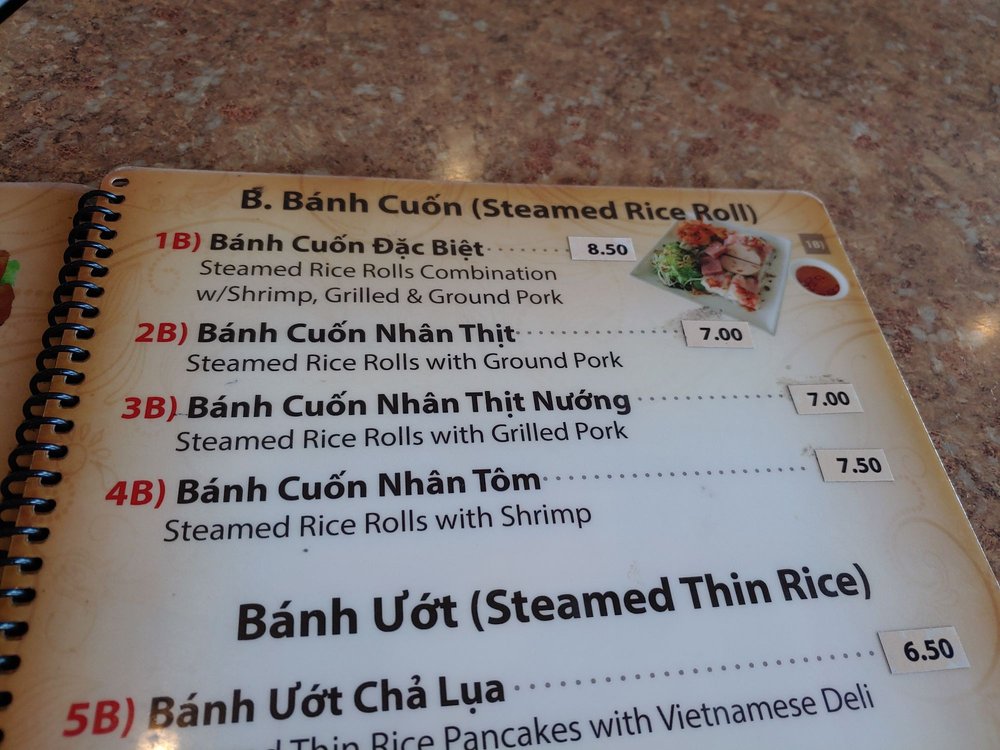 B. Bánh Cuốn (Steamed Rice Roll)
1B) Bánh Cuốn Đặc Biệt 8.50
Steamed Rice Rolls Combination
w/Shrimp, Grilled & Ground Pork
1B)
2B) Bánh Cuốn Nhân Thịt 7.00
Steamed Rice Rolls with Ground Pork
3B) Bánh Cuốn Nhân Thịt Nướng 7.00
Steamed Rice Rolls with Grilled Pork
4B) Bánh Cuốn Nhân Tôm 7.50
Steamed Rice Rolls with Shrimp
Bánh Ướt (Steamed Thin Rice)
5B) Bánh Ướt Chả Lụa 6.50
Thin Rice Pancakes with Vietnamese Deli